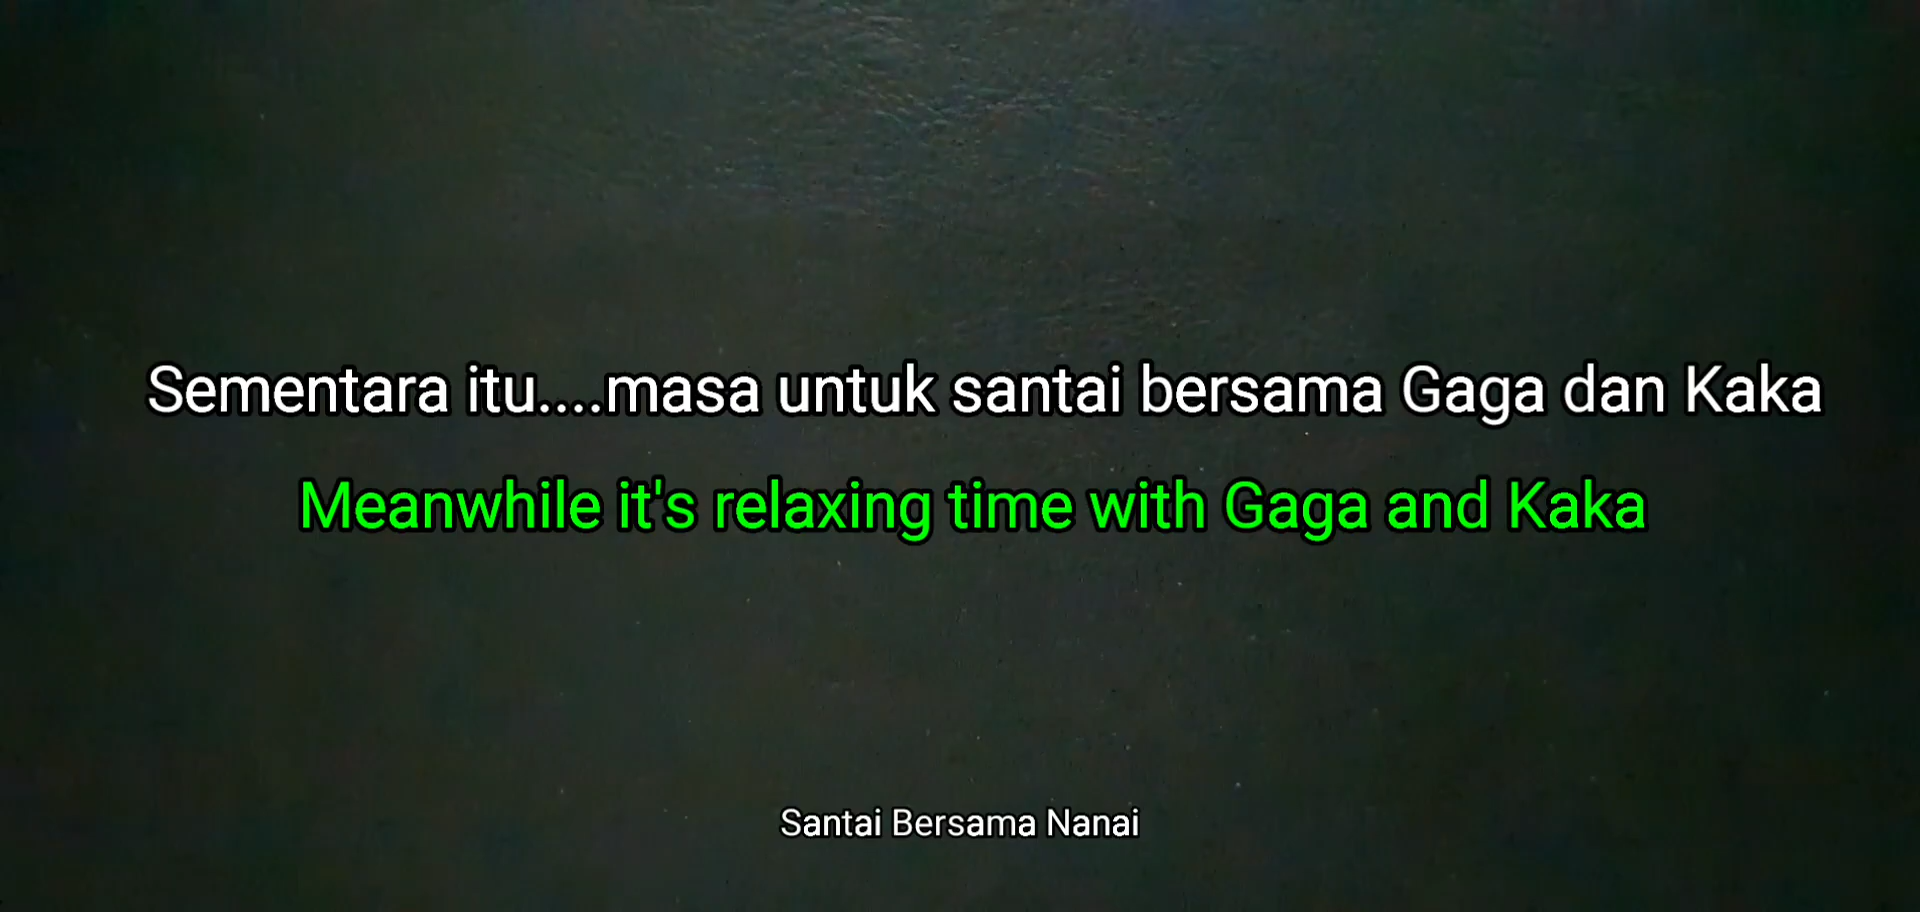 Sementara itu....masa untuk santai bersama Gaga dan Kaka
Meanwhile it's relaxing time with Gaga and Kaka
Santai Bersama Nanai